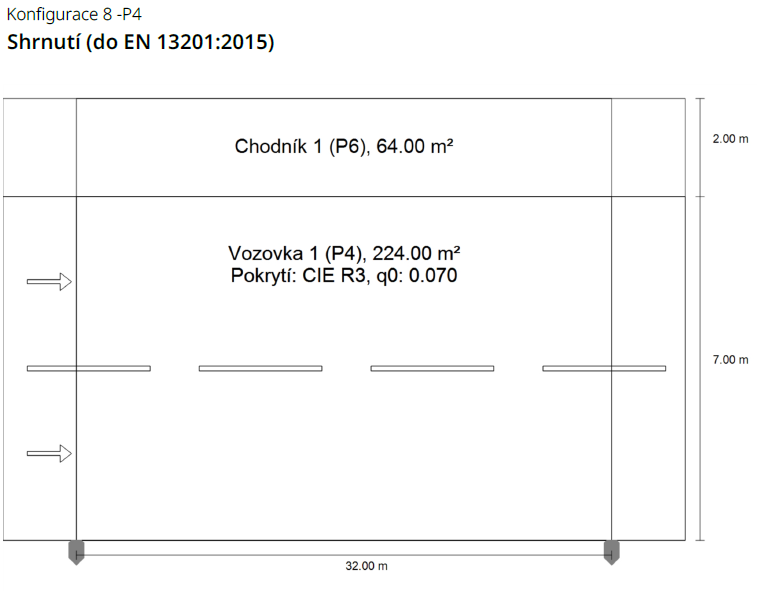 Konfigurace 8 -P4
Shrnutí (do EN 13201:2015)
Chodník 1 (P6), 64.00 m²
2.00 m
Vozovka 1 (P4), 224.00 m²
Pokrytí: CIE R3, q0: 0.070
7.00 m
32.00 m